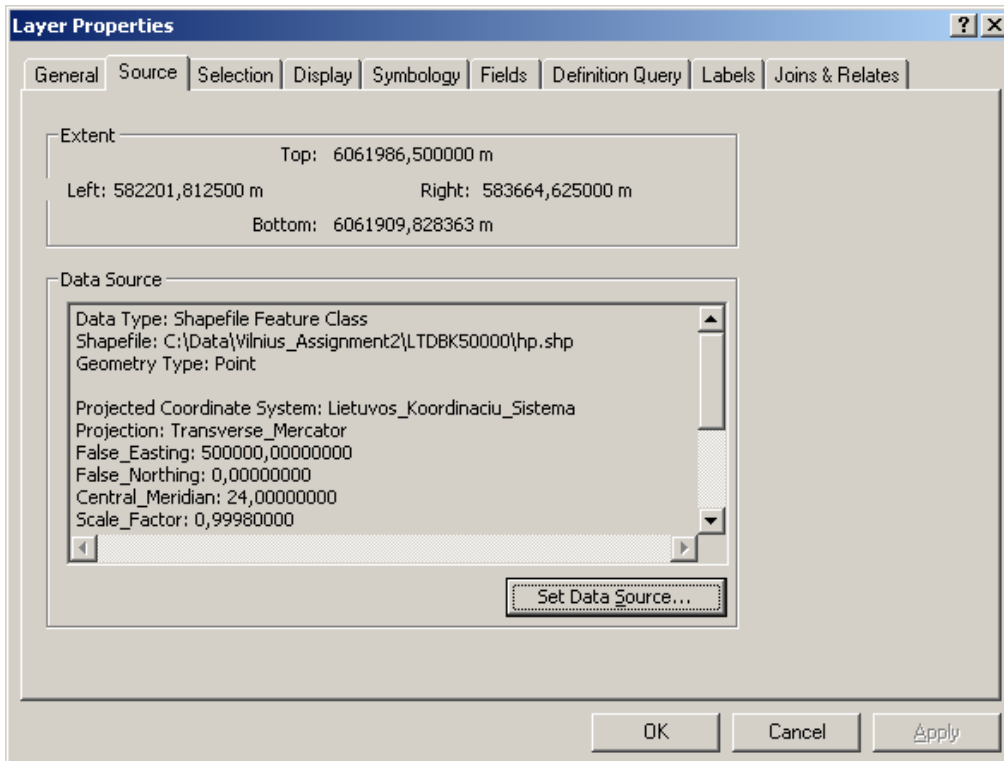 Layer Properties
General Source Selection Display Symbology Fields Definition Query Labels Joins & Relates
Extent
Top: 6061986,500000 m
Left: 582201,812500 m Right: 583664,625000 m
Bottom: 6061909,828363 m
Data Source
Data Type: Shapefile Feature Class
Shapefile: C:\Data\Vilnius_Assignment2\LTDBK50000\hp.shp
Geometry Type: Point
Projected Coordinate System: Lietuvos_Koordinaciu_Sistema
Projection: Transverse_Mercator
False_Easting: 500000,00000000
False_Northing: 0,00000000
Central_Meridian: 24,00000000
Scale_Factor: 0,99980000
Set Data Source...
OK Cancel Apply